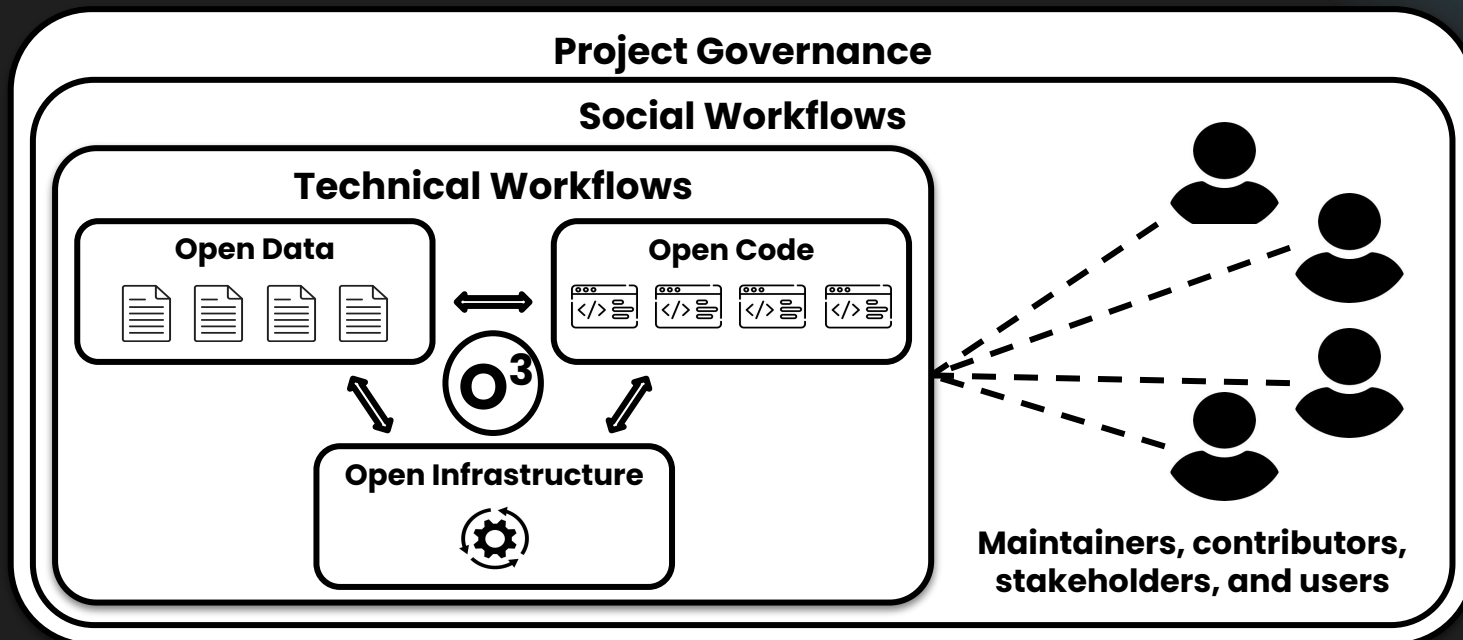 Project Governance
Social Workflows
Technical Workflows
Open Data
Open Code
</> </> </> </>
O³
Open Infrastructure
Maintainers, contributors,
stakeholders, and users